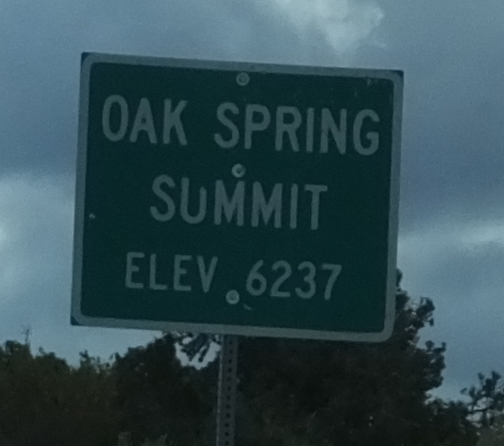 OAK SPRING
SUMMIT
ELEV 6237